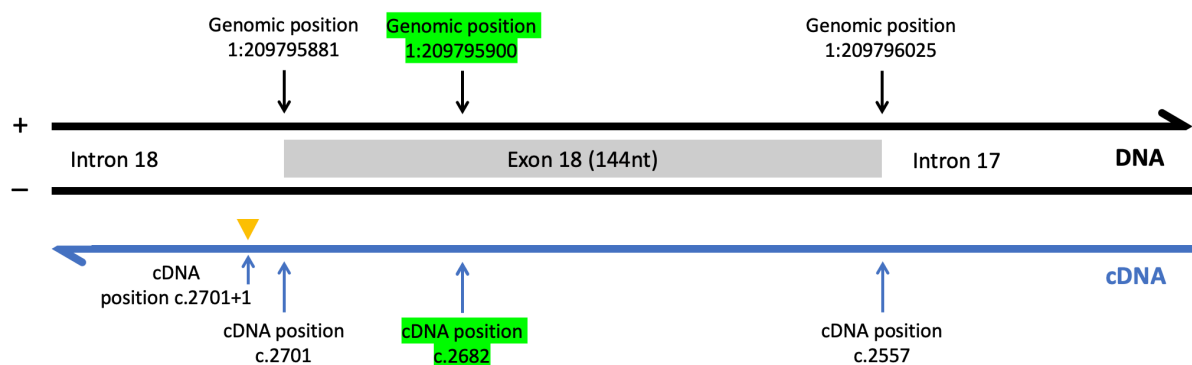 Genomic position
1:209795881
Genomic position
1:209795900
Genomic position
1:209796025
+
Intron 18
Exon 18 (144nt)
Intron 17
DNA
–
cDNA
cDNA
position c.2701+1
cDNA position
c.2701
cDNA position
c.2682
cDNA position
c.2557